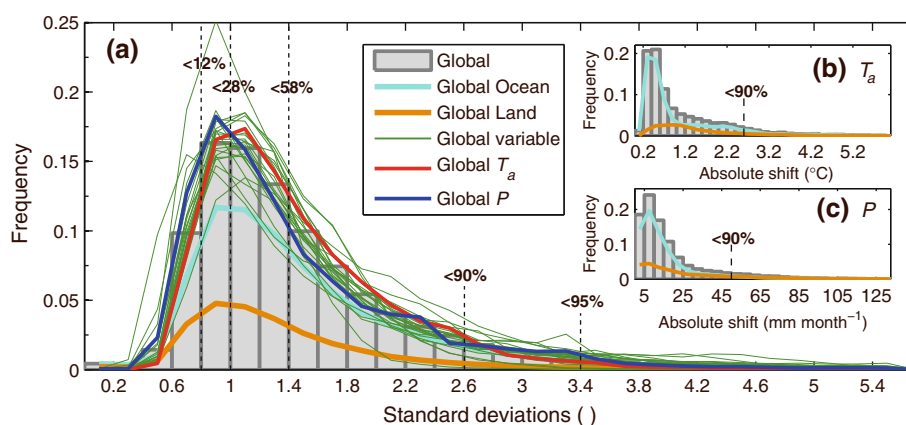 (a)
Frequency
0.25
0.2
0.15
0.1
0.05
0
<12%
<28%
<58%
<90%
<95%
Global
Global Ocean
Global Land
Global variable
Global Ta
Global P
0.2 0.6 1 1.4 1.8 2.2 2.6 3 3.4 3.8 4.2 4.6 5 5.4
Standard deviations ( )
(b)
Ta
Frequency
0.2
0.1
0
<90%
0.2 1.2 2.2 3.2 4.2 5.2
Absolute shift (°C)
(c)
P
Frequency
0.2
0.1
0
<90%
5 25 45 65 85 105 125
Absolute shift (mm month⁻¹)